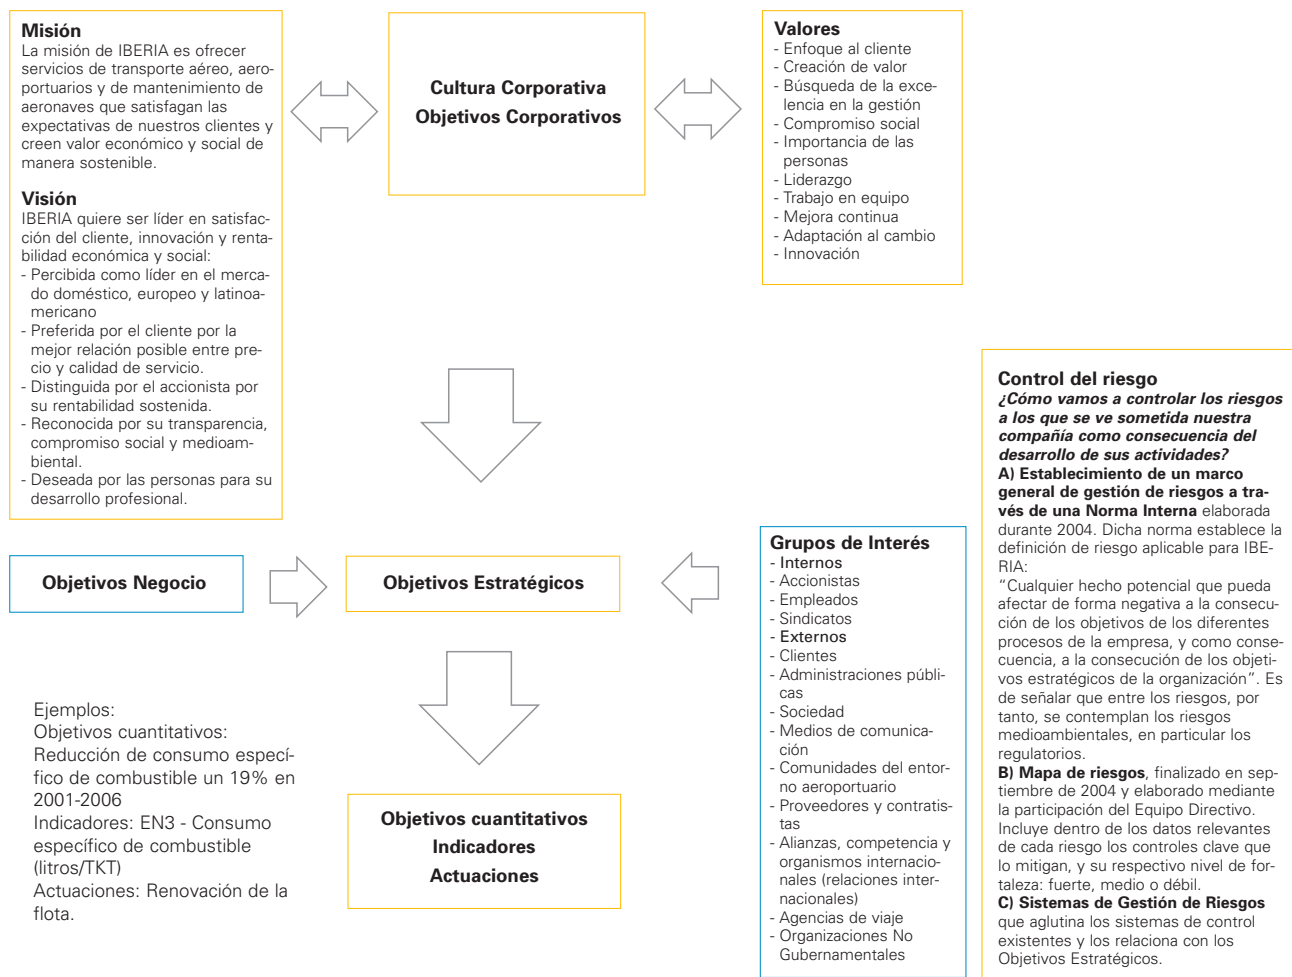 Misión
La misión de IBERIA es ofrecer
servicios de transporte aéreo, aero-
portuarios y de mantenimiento de
aeronaves que satisfagan las
expectativas de nuestros clientes y
creen valor económico y social de
manera sostenible.
Visión
IBERIA quiere ser líder en satisfac-
ción del cliente, innovación y renta-
bilidad económica y social:
- Percibida como líder en el merca-
do doméstico, europeo y latinoa-
mericano
- Preferida por el cliente por la
mejor relación posible entre pre-
cio y calidad de servicio.
- Distinguida por el accionista por
su rentabilidad sostenida.
- Reconocida por su transparencia,
compromiso social y medioam-
biental.
- Deseada por las personas para su
desarrollo profesional.
Cultura Corporativa
Objetivos Corporativos
Valores
- Enfoque al cliente
- Creación de valor
- Búsqueda de la exce-
lencia en la gestión
- Compromiso social
- Importancia de las
personas
- Liderazgo
- Trabajo en equipo
- Mejora continua
- Adaptación al cambio
- Innovación
Objetivos Negocio
Objetivos Estratégicos
Grupos de Interés
- Internos
- Accionistas
- Empleados
- Sindicatos
- Externos
- Clientes
- Administraciones públi-
cas
- Sociedad
- Medios de comunica-
ción
- Comunidades del entor-
no aeroportuario
- Proveedores y contratis-
tas
- Alianzas, competencia y
organismos internacio-
nales (relaciones inter-
nacionales)
- Agencias de viaje
- Organizaciones No
Gubernamentales
Ejemplos:
Objetivos cuantitativos:
Reducción de consumo especí-
fico de combustible un 19% en
2001-2006
Indicadores: EN3 - Consumo
específico de combustible
(litros/TKT)
Actuaciones: Renovación de la
flota.
Objetivos cuantitativos
Indicadores
Actuaciones
Control del riesgo
¿Cómo vamos a controlar los riesgos
a los que se ve sometida nuestra
compañía como consecuencia del
desarrollo de sus actividades?
A) Establecimiento de un marco
general de gestión de riesgos a tra-
vés de una Norma Interna elaborada
durante 2004. Dicha norma establece la
definición de riesgo aplicable para IBE-
RIA:
“Cualquier hecho potencial que pueda
afectar de forma negativa a la consecu-
ción de los objetivos de los diferentes
procesos de la empresa, y como conse-
cuencia, a la consecución de los objeti-
vos estratégicos de la organización”. Es
de señalar que entre los riesgos, por
tanto, se contemplan los riesgos
medioambientales, en particular los
regulatorios.
B) Mapa de riesgos, finalizado en sep-
tiembre de 2004 y elaborado mediante
la participación del Equipo Directivo.
Incluye dentro de los datos relevantes
de cada riesgo los controles clave que
lo mitigan, y su respectivo nivel de for-
taleza: fuerte, medio o débil.
C) Sistemas de Gestión de Riesgos
que aglutina los sistemas de control
existentes y los relaciona con los
Objetivos Estratégicos.